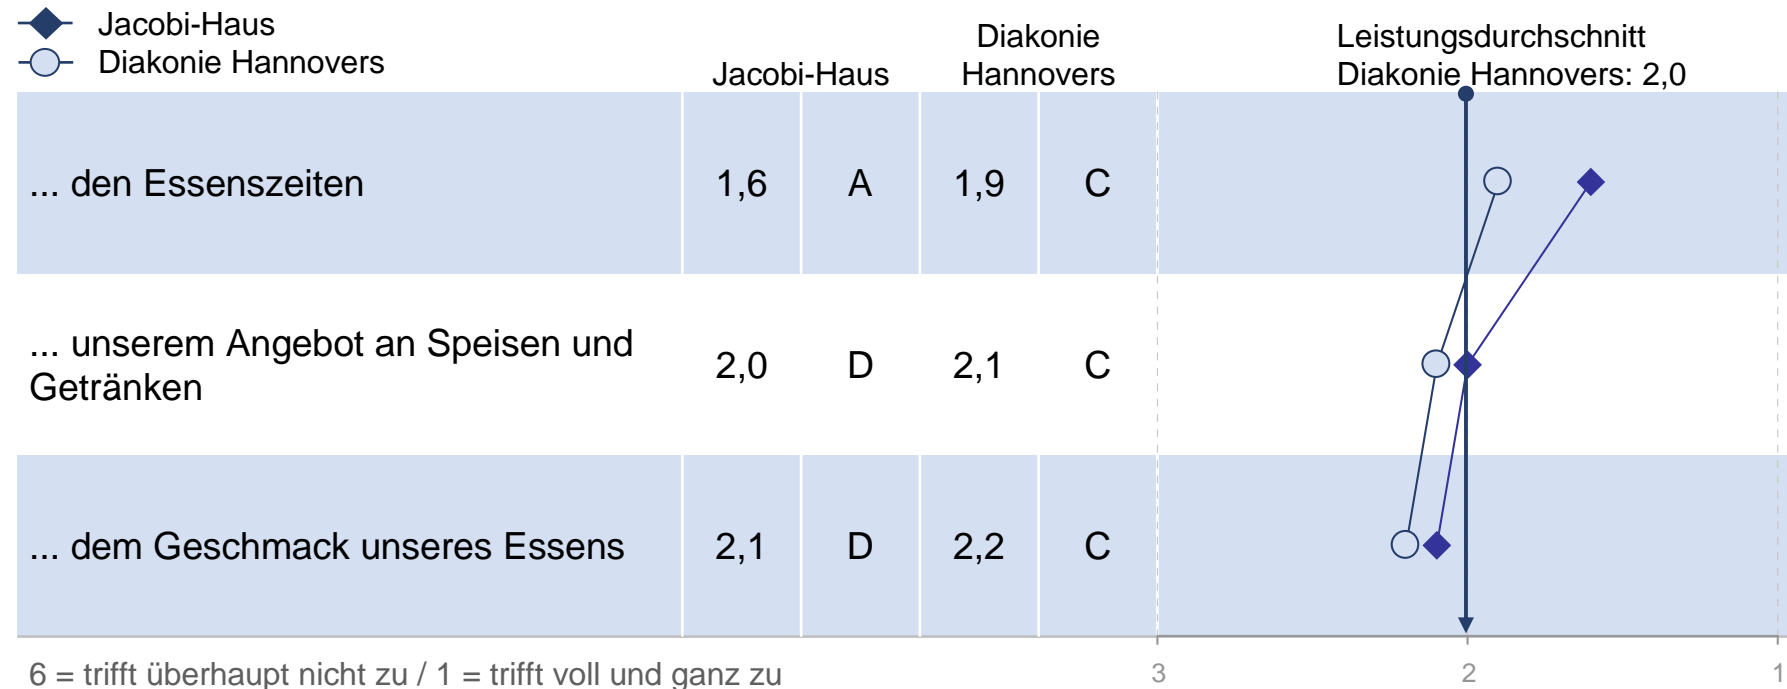 Jacobi-Haus
Diakonie Hannovers
Jacobi-Haus
Diakonie
Hannovers
Leistungsdurchschnitt
Diakonie Hannovers: 2,0
... den Essenszeiten 1,6 A 1,9 C
... unserem Angebot an Speisen und
Getränken
2,0 D 2,1 C
... dem Geschmack unseres Essens 2,1 D 2,2 C
6 = trifft überhaupt nicht zu / 1 = trifft voll und ganz zu
3 2 1